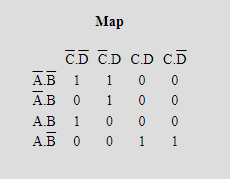 Map
C̅.D̅ C̅.D C.D C.D̅
A̅.B̅ 1 1 0 0
A̅.B 0 1 0 0
A.B 1 0 0 0
A.B̅ 0 0 1 1